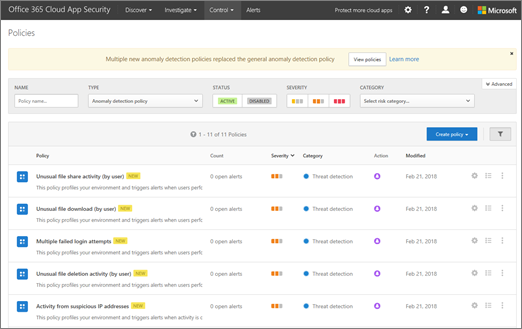 Office 365 Cloud App Security Discover Investigate Control Alerts Protect more cloud apps ? Microsoft
Policies
Multiple new anomaly detection policies replaced the general anomaly detection policy View policies Learn more
Advanced
NAME TYPE STATUS SEVERITY CATEGORY
Policy name... Anomaly detection policy ACTIVE DISABLED Select risk category...
1 - 11 of 11 Policies Create policy
Policy Count Severity Category Action Modified
Unusual file share activity (by user) NEW 0 open alerts Threat detection Feb 21, 2018
This policy profiles your environment and triggers alerts when users perfo
Unusual file download (by user) NEW 0 open alerts Threat detection Feb 21, 2018
This policy profiles your environment and triggers alerts when users perfo
Multiple failed login attempts NEW 0 open alerts Threat detection Feb 21, 2018
This policy profiles your environment and triggers alerts when users perfo
Unusual file deletion activity (by user) NEW 0 open alerts Threat detection Feb 21, 2018
This policy profiles your environment and triggers alerts when users perfo
Activity from suspicious IP addresses NEW 0 open alerts Threat detection Feb 21, 2018
This policy profiles your environment and triggers alerts when activity is d